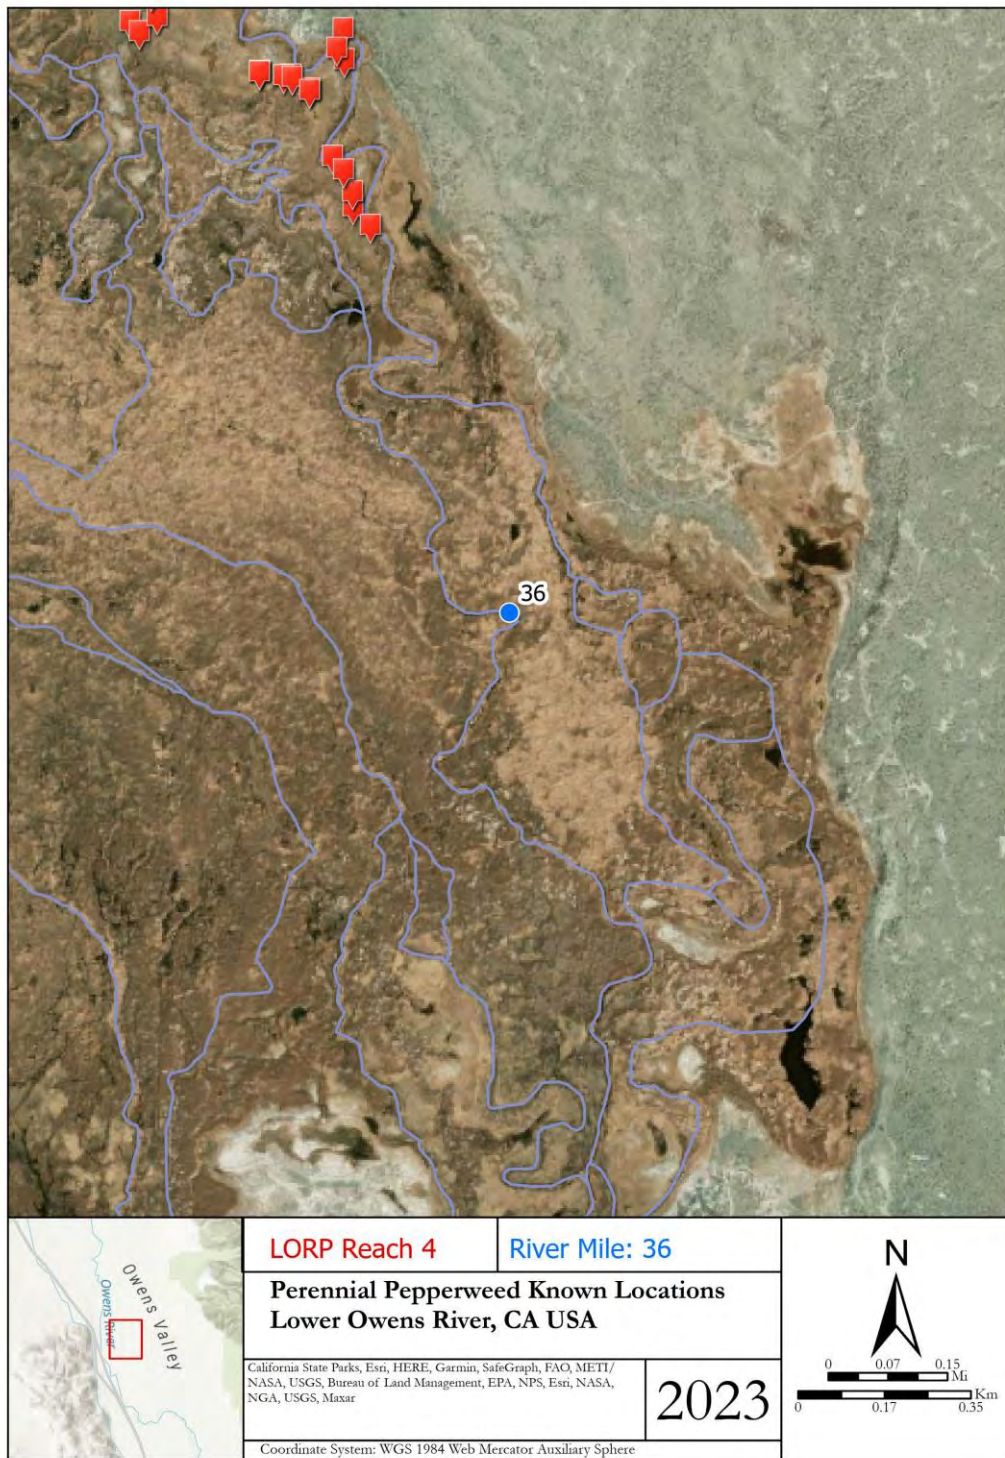 36
LORP Reach 4
River Mile: 36
Perennial Pepperweed Known Locations
Lower Owens River, CA USA
California State Parks, Esri, HERE, Garmin, SafeGraph, FAO, METI/
NASA, USGS, Bureau of Land Management, EPA, NPS, Esri, NASA,
NGA, USGS, Maxar
2023
Coordinate System: WGS 1984 Web Mercator Auxiliary Sphere
Owens River
Owens Valley
N
0 0.07 0.15
Mi
Km
0 0.17 0.35